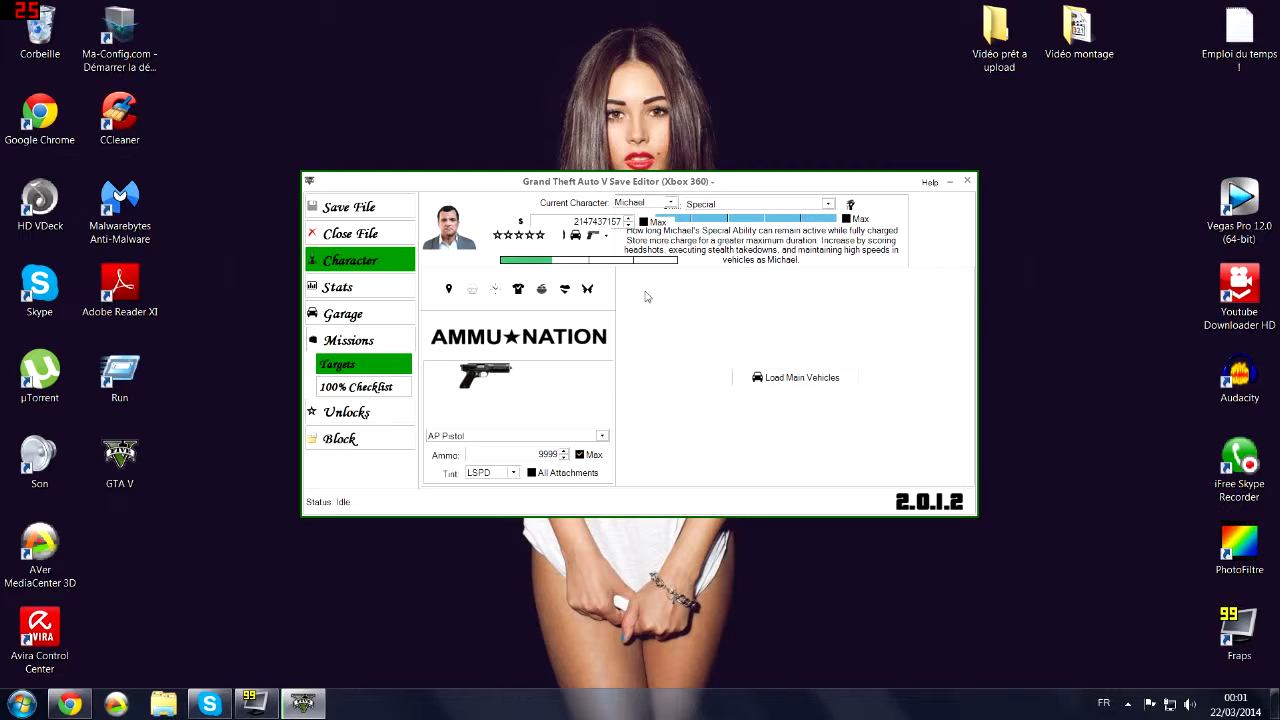 25
Corbeille
Ma-Config.com -
Démarrer la dé...
Google Chrome
CCleaner
HD VDeck
Malwarebytes
Anti-Malware
Skype
Adobe Reader XI
µTorrent
Run
Son
GTA V
AVer
MediaCenter 3D
Avira Control
Center
Vidéo prêt a
upload
Vidéo montage
Emploi du temps
!
Vegas Pro 12.0
(64-bit)
Youtube
Downloader HD
Audacity
iFree Skype
Recorder
PhotoFiltre
99
Fraps
Grand Theft Auto V Save Editor (Xbox 360) -
Help
Save File
Close File
Character
Stats
Garage
Missions
Targets
100% Checklist
Unlocks
Block
Current Character: Michael
Special
$ 2147437157 Max
Max
How long Michael's Special Ability can remain active while fully charged
Store more charge for a greater maximum duration. Increase by scoring
headshots, executing stealth takedowns, and maintaining high speeds in
vehicles as Michael.
AMMU★NATION
AP Pistol
Ammo: 9999 Max
Tint: LSPD All Attachments
Load Main Vehicles
Status: Idle
2.0.1.2
99
FR
00:01
22/03/2014